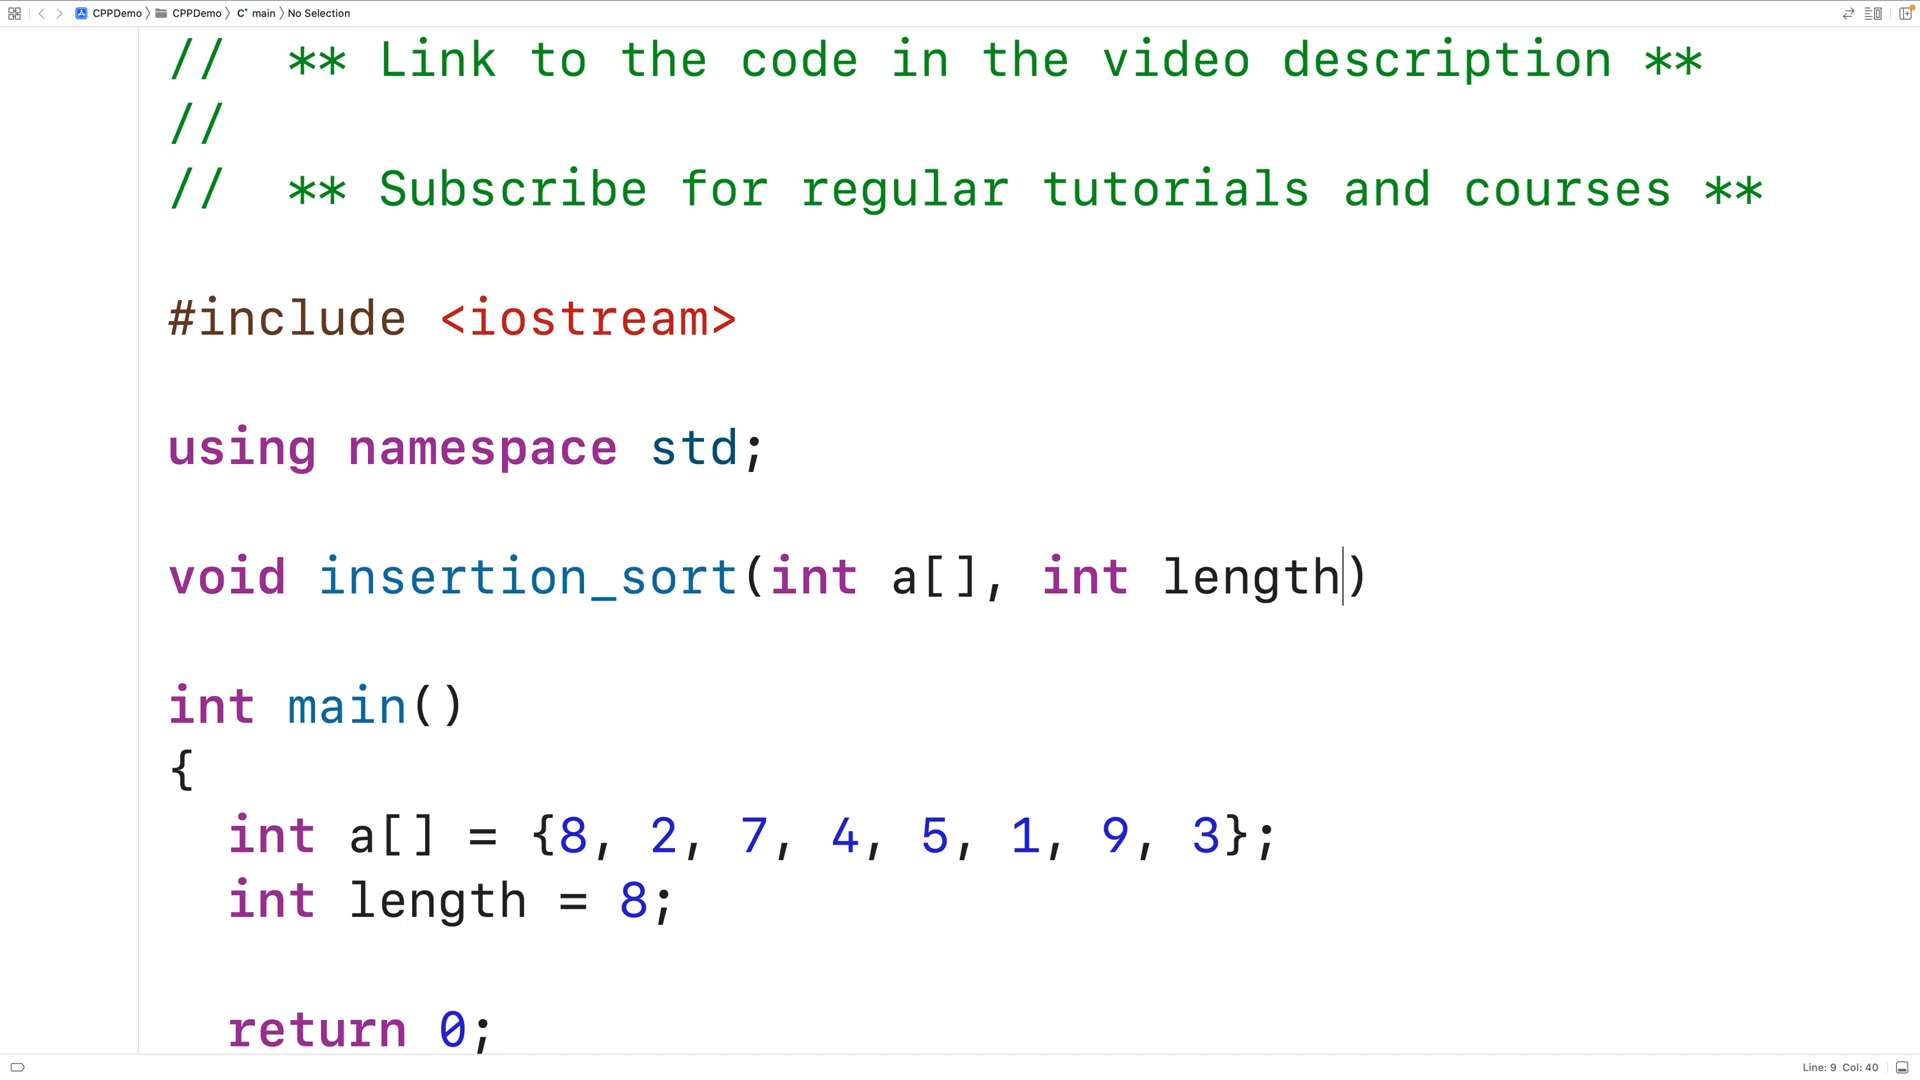 CPPDemo 〉 CPPDemo 〉 C⁺ main 〉 No Selection
// ** Link to the code in the video description **
//
// ** Subscribe for regular tutorials and courses **
#include <iostream>
using namespace std;
void insertion_sort(int a[], int length)
int main()
{
int a[] = {8, 2, 7, 4, 5, 1, 9, 3};
int length = 8;
return 0;
Line: 9 Col: 40